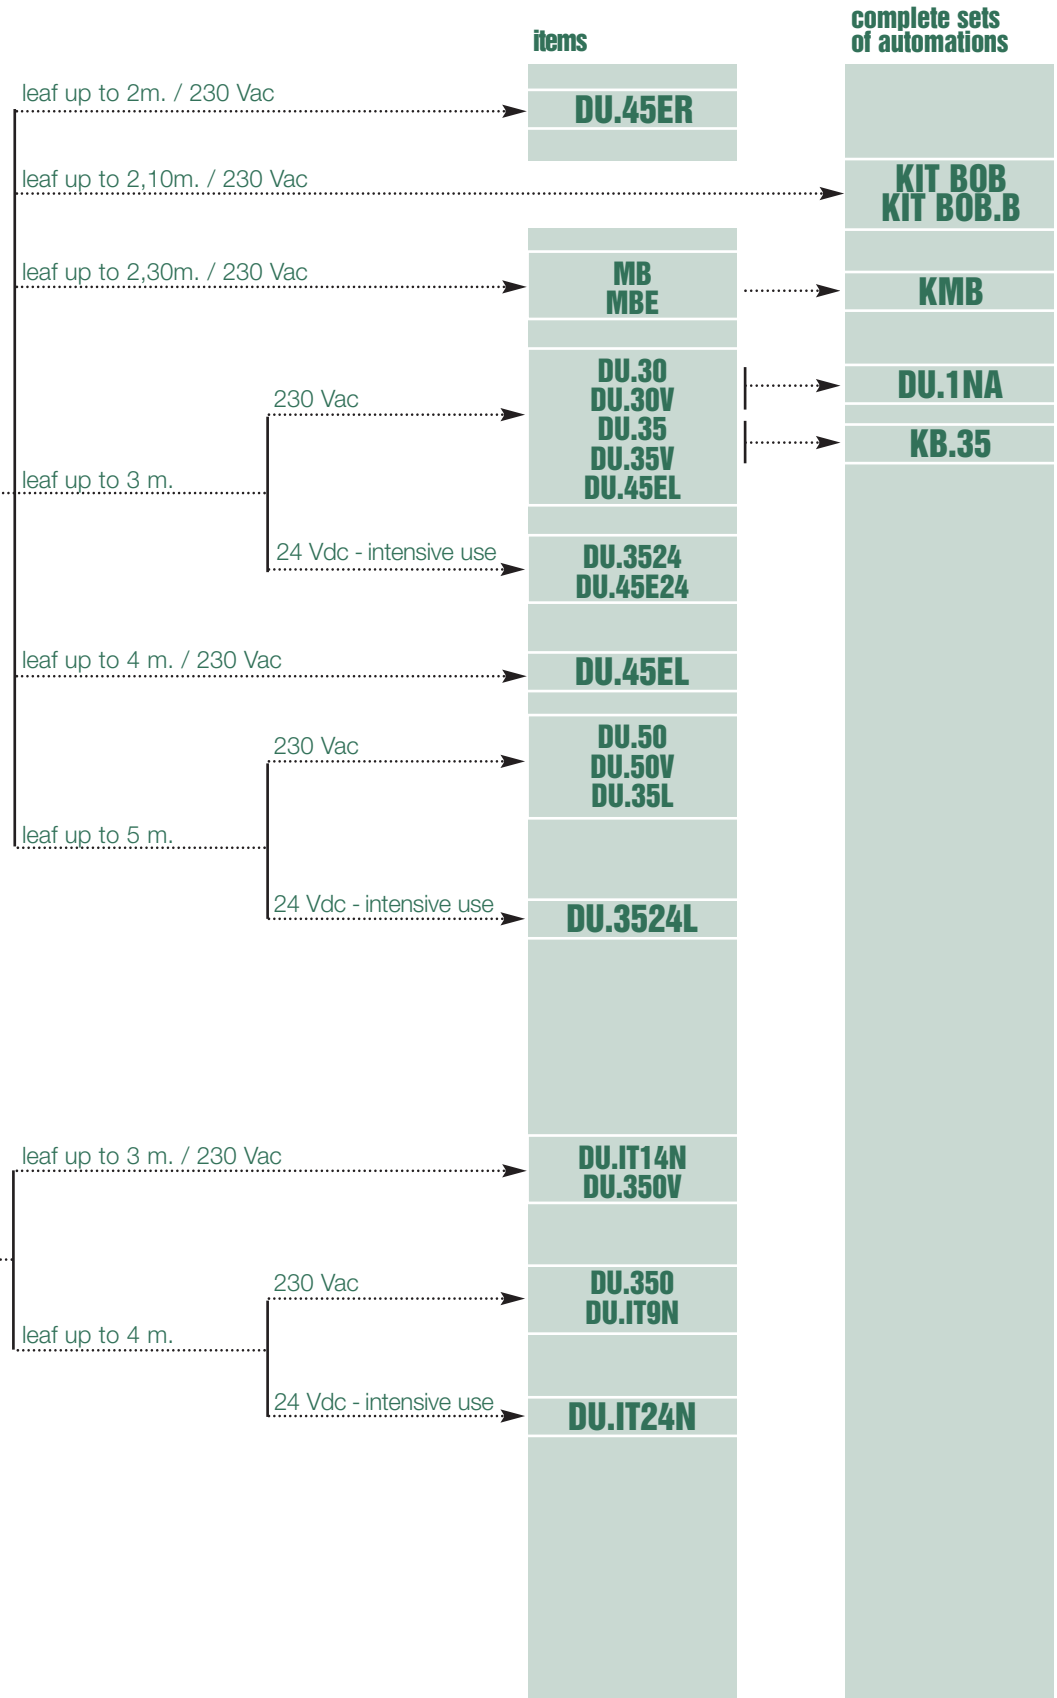 items
complete sets
of automations
leaf up to 2m. / 230 Vac
DU.45ER
leaf up to 2,10m. / 230 Vac
KIT BOB
KIT BOB.B
leaf up to 2,30m. / 230 Vac
MB
MBE
KMB
DU.30
DU.30V
DU.35
DU.35V
DU.45EL
230 Vac
DU.1NA
KB.35
leaf up to 3 m.
24 Vdc - intensive use
DU.3524
DU.45E24
leaf up to 4 m. / 230 Vac
DU.45EL
230 Vac
DU.50
DU.50V
DU.35L
leaf up to 5 m.
24 Vdc - intensive use
DU.3524L
leaf up to 3 m. / 230 Vac
DU.IT14N
DU.350V
230 Vac
DU.350
DU.IT9N
leaf up to 4 m.
24 Vdc - intensive use
DU.IT24N